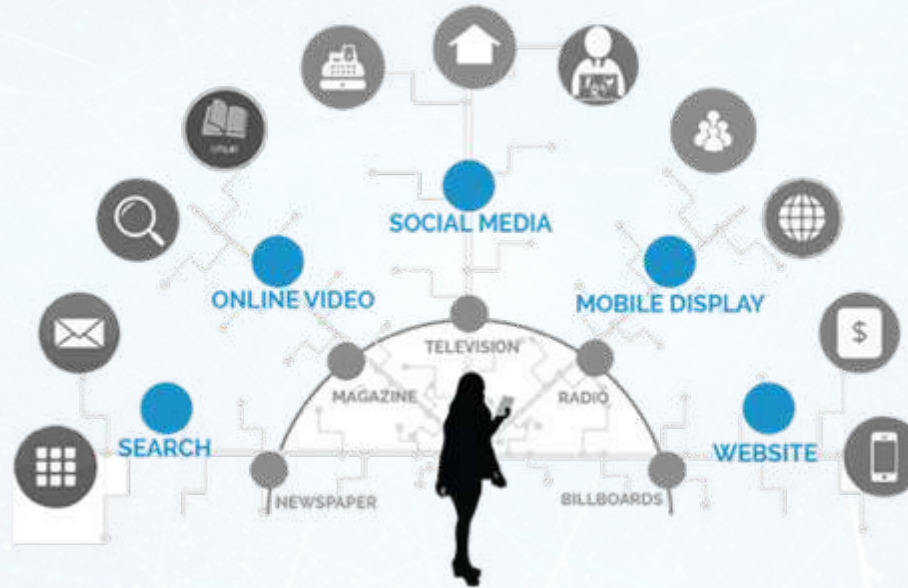 SOCIAL MEDIA
ONLINE VIDEO
MOBILE DISPLAY
TELEVISION
MAGAZINE
RADIO
SEARCH
WEBSITE
NEWSPAPER
BILLBOARDS
$